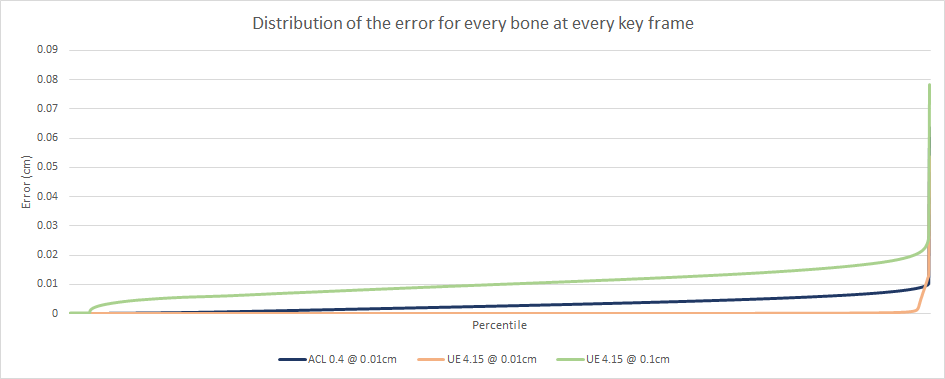 Distribution of the error for every bone at every key frame
0.09
0.08
0.07
0.06
0.05
0.04
0.03
0.02
0.01
0
Error (cm)
Percentile
ACL 0.4 @ 0.01cm UE 4.15 @ 0.01cm UE 4.15 @ 0.1cm